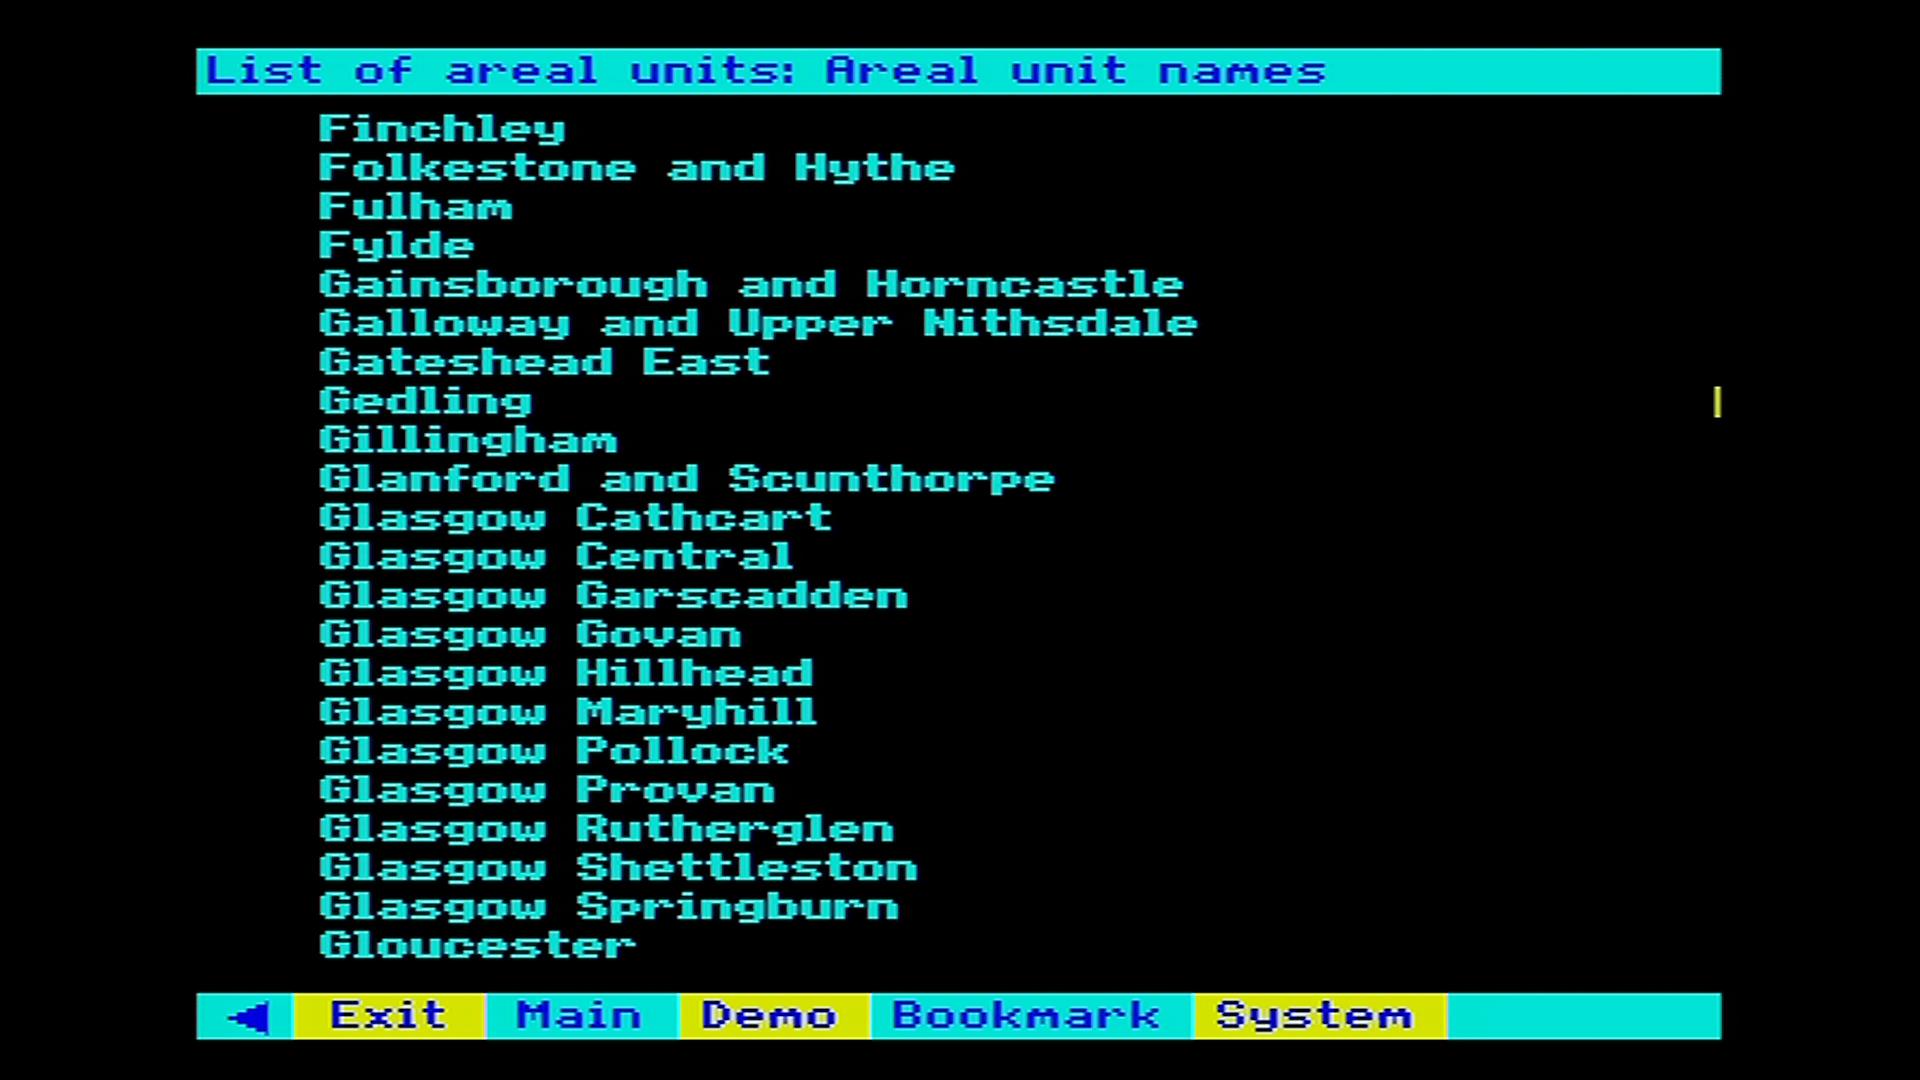 List of areal units: Areal unit names
Finchley
Folkestone and Hythe
Fulham
Fylde
Gainsborough and Horncastle
Galloway and Upper Nithsdale
Gateshead East
Gedling
Gillingham
Glanford and Scunthorpe
Glasgow Cathcart
Glasgow Central
Glasgow Garscadden
Glasgow Govan
Glasgow Hillhead
Glasgow Maryhill
Glasgow Pollock
Glasgow Provan
Glasgow Rutherglen
Glasgow Shettleston
Glasgow Springburn
Gloucester
Exit Main Demo Bookmark System